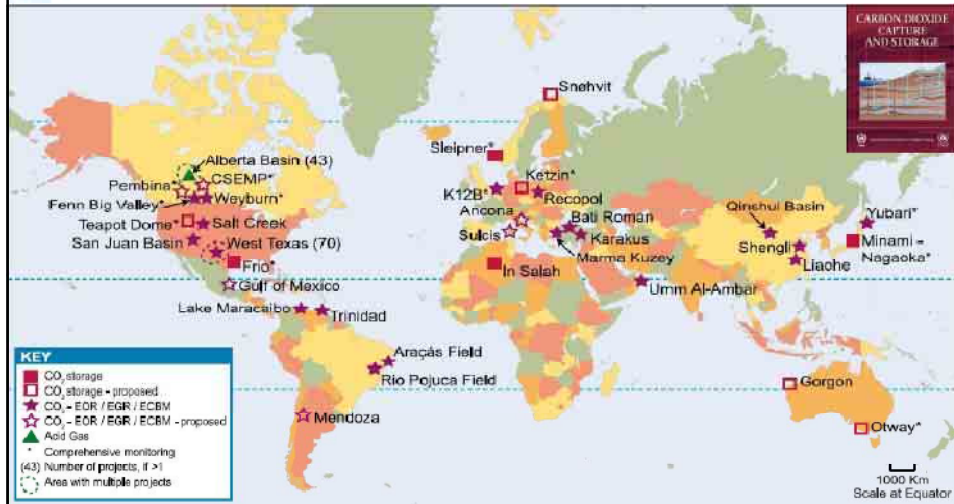 CARBON DIOXIDE
CAPTURE
AND STORAGE
Snøhvit
Sleipner*
Alberta Basin (43)
CSEMP*
Pembina*
Weyburn*
Fenn Big Valley*
Teapot Dome*
Salt Creek
San Juan Basin
West Texas (70)
Frio*
Gulf of Mexico
Lake Maracaibo
Trinidad
Araçás Field
Rio Pojuca Field
Mendoza
Ketzin*
K12B*
Recopol
Ancona
Bati Roman
Sulcis
Karakus
Marma Kuzey
In Salah
Umm Al-Ambar
Qinshui Basin
Yubari*
Shengli
Minami -
Nagaoka*
Liaohe
Gorgon
Otway*
KEY
CO₂ storage
CO₂ storage - proposed
CO₂ - EOR / EGR / ECBM
CO₂ - EOR / EGR / ECBM - proposed
Acid Gas
* Comprehensive monitoring
(43) Number of projects, if >1
Area with multiple projects
1000 Km
Scale at Equator